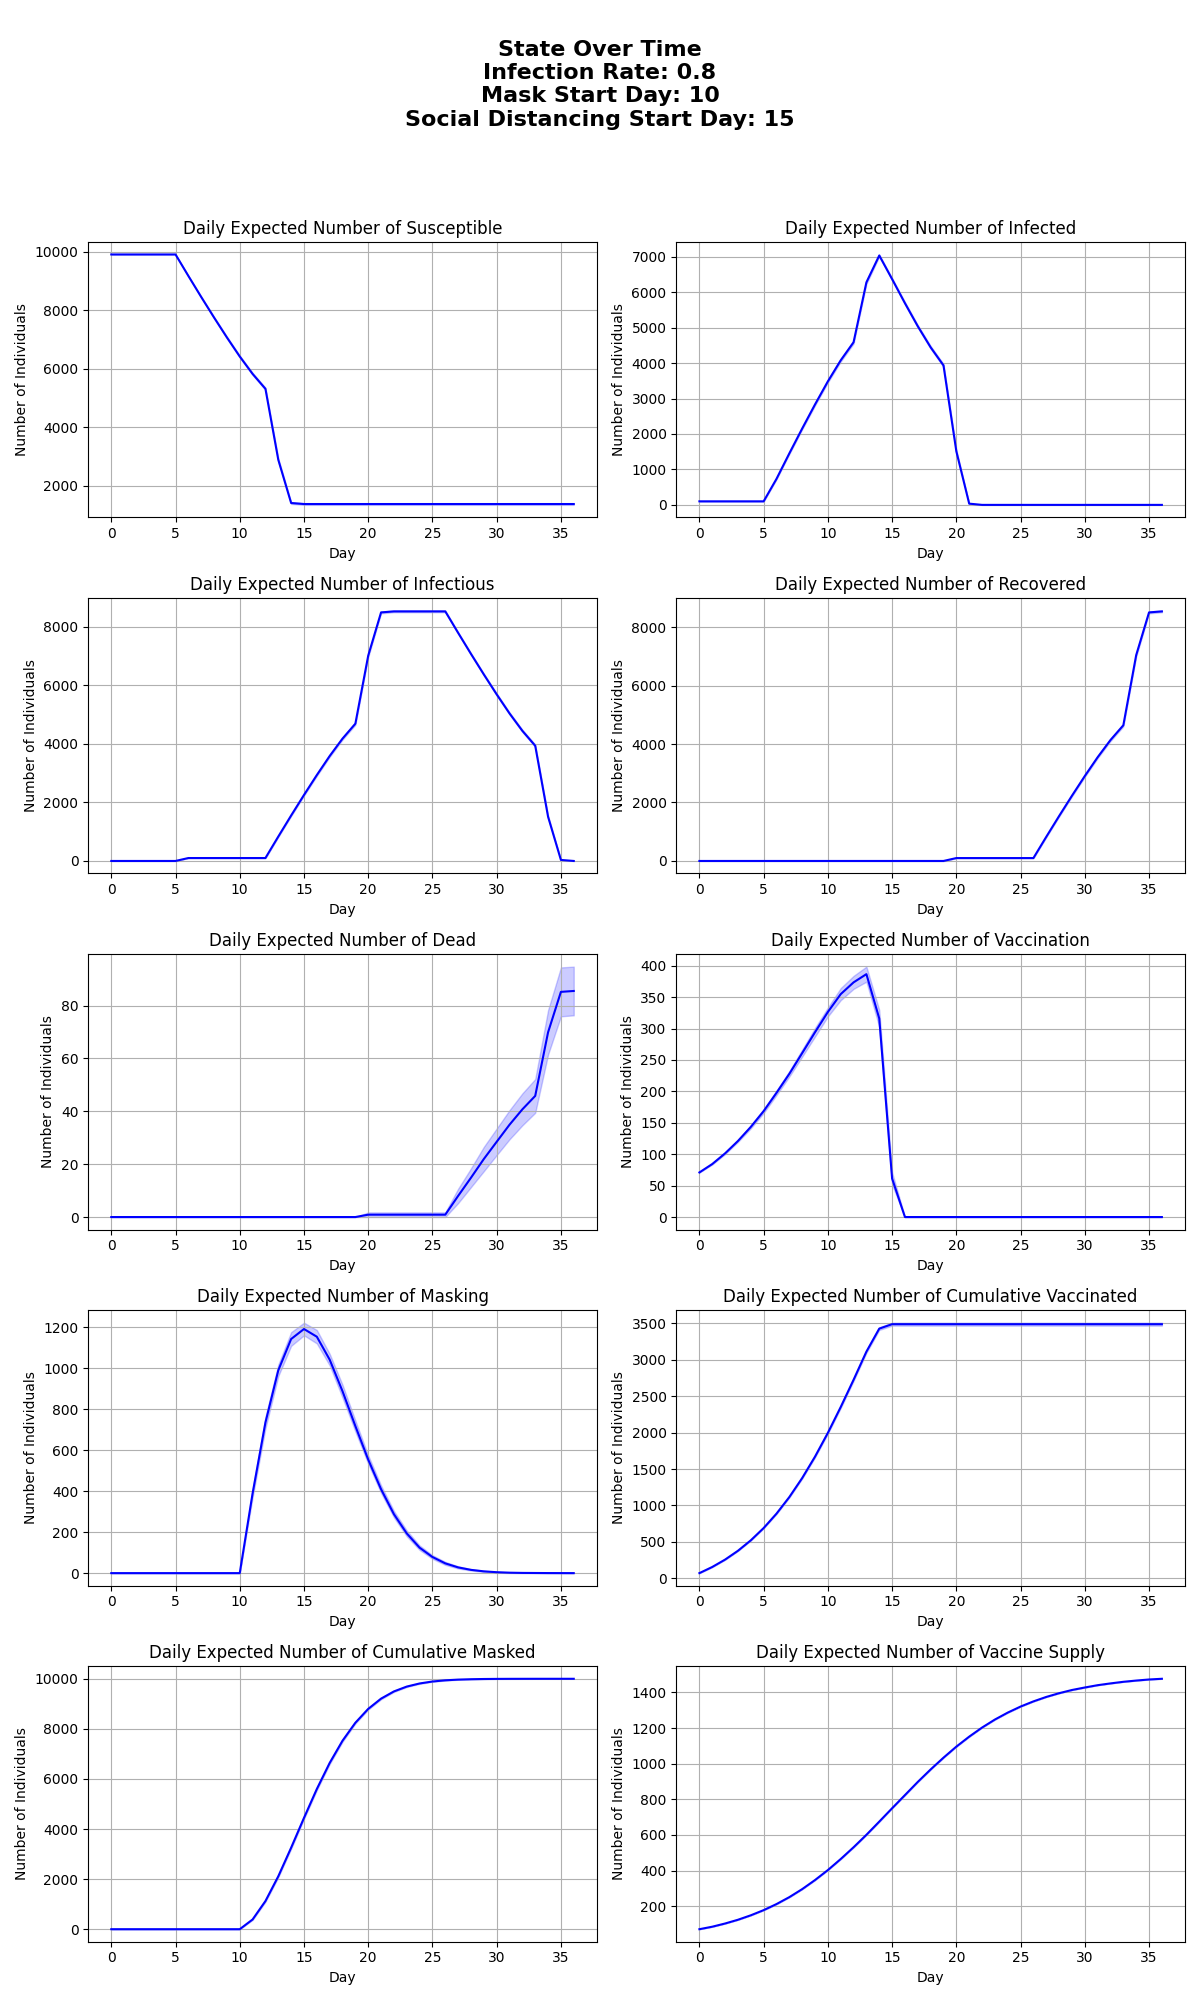 State Over Time
Infection Rate: 0.8
Mask Start Day: 10
Social Distancing Start Day: 15
Daily Expected Number of Susceptible
Number of Individuals
10000
8000
6000
4000
2000
0 5 10 15 20 25 30 35
Day
Daily Expected Number of Infected
Number of Individuals
7000
6000
5000
4000
3000
2000
1000
0
0 5 10 15 20 25 30 35
Day
Daily Expected Number of Infectious
Number of Individuals
8000
6000
4000
2000
0
0 5 10 15 20 25 30 35
Day
Daily Expected Number of Recovered
Number of Individuals
8000
6000
4000
2000
0
0 5 10 15 20 25 30 35
Day
Daily Expected Number of Dead
Number of Individuals
80
60
40
20
0
0 5 10 15 20 25 30 35
Day
Daily Expected Number of Vaccination
Number of Individuals
400
350
300
250
200
150
100
50
0
0 5 10 15 20 25 30 35
Day
Daily Expected Number of Masking
Number of Individuals
1200
1000
800
600
400
200
0
0 5 10 15 20 25 30 35
Day
Daily Expected Number of Cumulative Vaccinated
Number of Individuals
3500
3000
2500
2000
1500
1000
500
0
0 5 10 15 20 25 30 35
Day
Daily Expected Number of Cumulative Masked
Number of Individuals
10000
8000
6000
4000
2000
0
0 5 10 15 20 25 30 35
Day
Daily Expected Number of Vaccine Supply
Number of Individuals
1400
1200
1000
800
600
400
200
0 5 10 15 20 25 30 35
Day